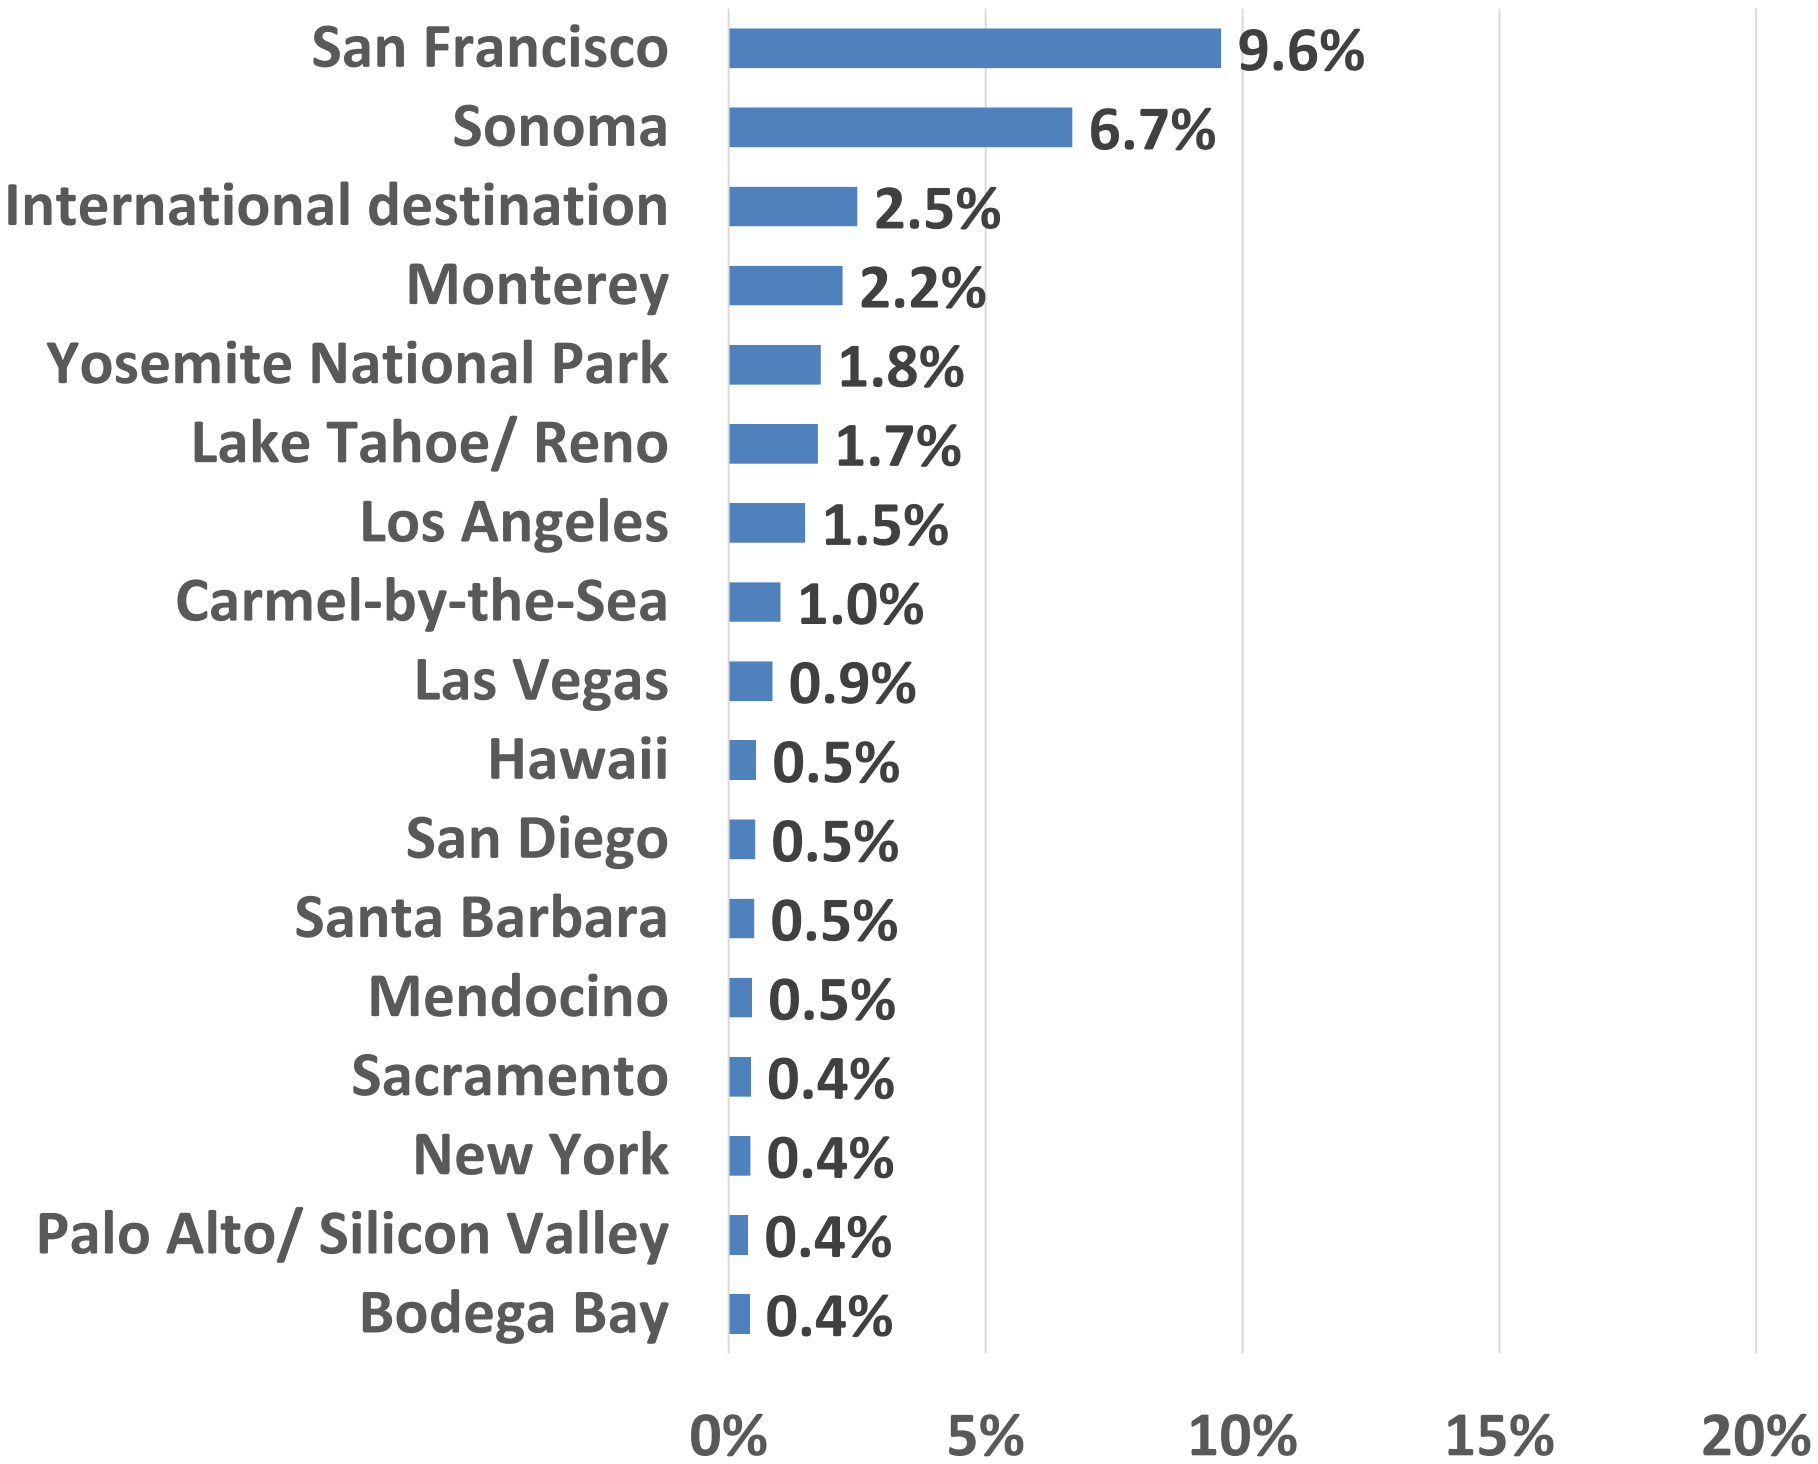 San Francisco 9.6%
Sonoma 6.7%
International destination 2.5%
Monterey 2.2%
Yosemite National Park 1.8%
Lake Tahoe/ Reno 1.7%
Los Angeles 1.5%
Carmel-by-the-Sea 1.0%
Las Vegas 0.9%
Hawaii 0.5%
San Diego 0.5%
Santa Barbara 0.5%
Mendocino 0.5%
Sacramento 0.4%
New York 0.4%
Palo Alto/ Silicon Valley 0.4%
Bodega Bay 0.4%
0% 5% 10% 15% 20%